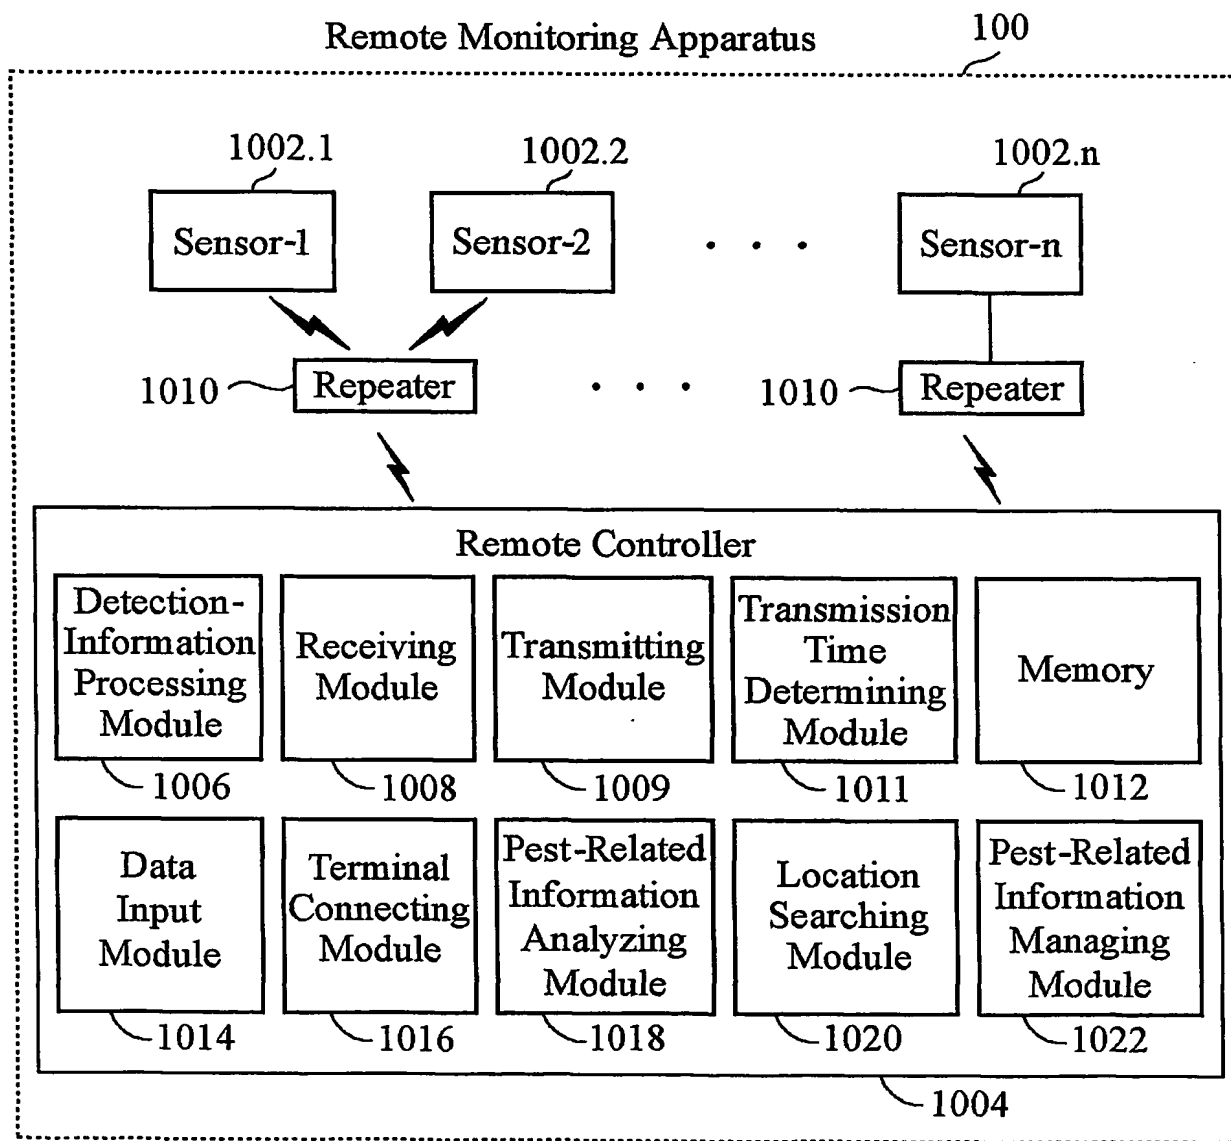 Remote Monitoring Apparatus
100
1002.1
1002.2
1002.n
Sensor-1
Sensor-2
. . .
Sensor-n
1010
Repeater
. . .
1010
Repeater
Remote Controller
Detection-
Information
Processing
Module
Receiving
Module
Transmitting
Module
Transmission
Time
Determining
Module
Memory
1006
1008
1009
1011
1012
Data
Input
Module
Terminal
Connecting
Module
Pest-Related
Information
Analyzing
Module
Location
Searching
Module
Pest-Related
Information
Managing
Module
1014
1016
1018
1020
1022
1004